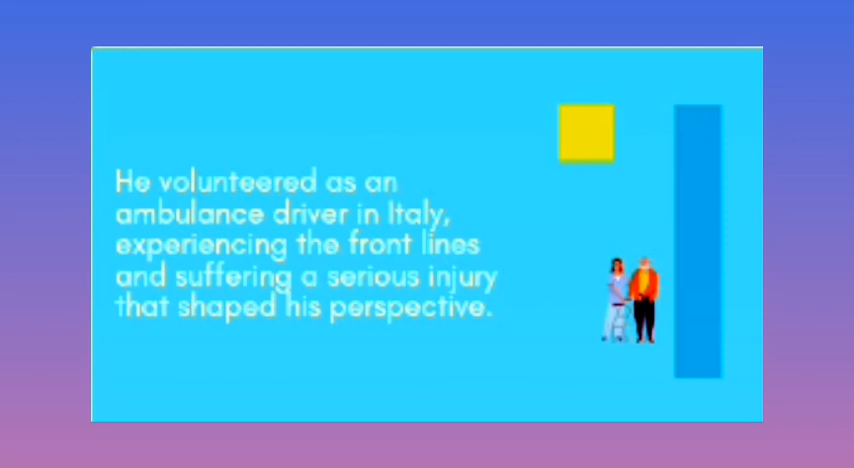 He volunteered as an
ambulance driver in Italy,
experiencing the front lines
and suffering a serious injury
that shaped his perspective.